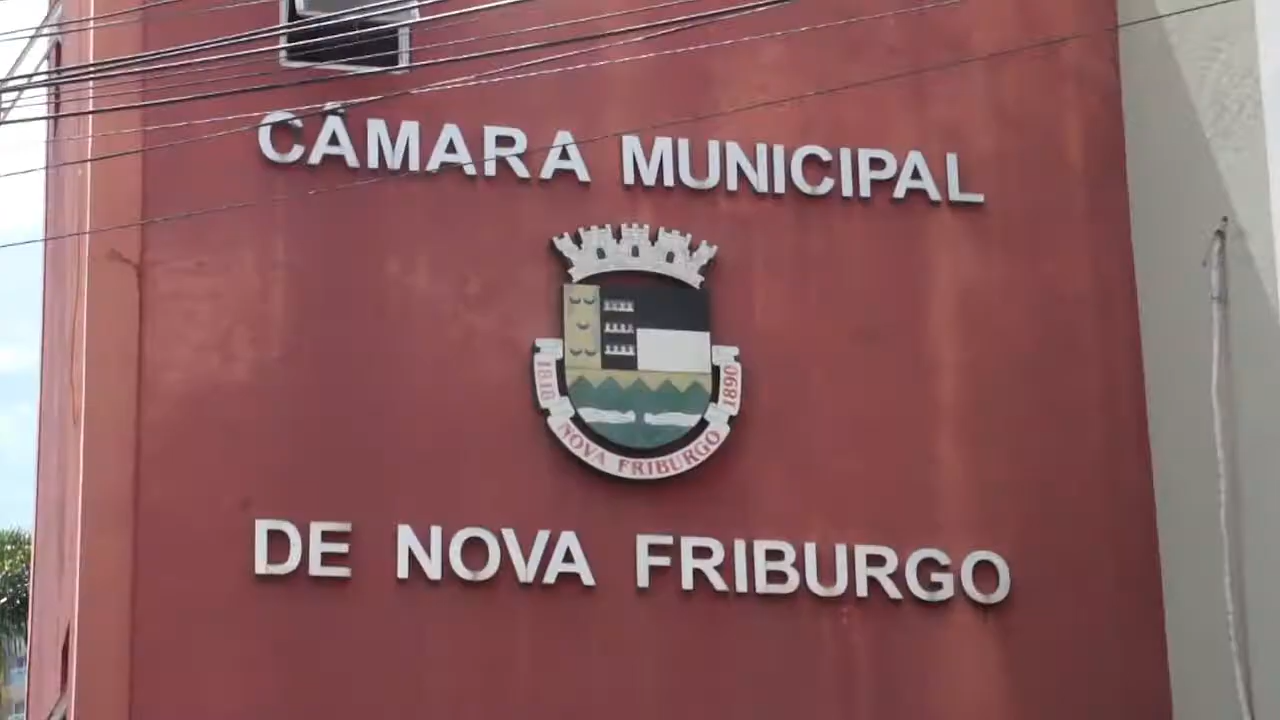 CÂMARA MUNICIPAL
1818
1890
NOVA FRIBURGO
DE NOVA FRIBURGO